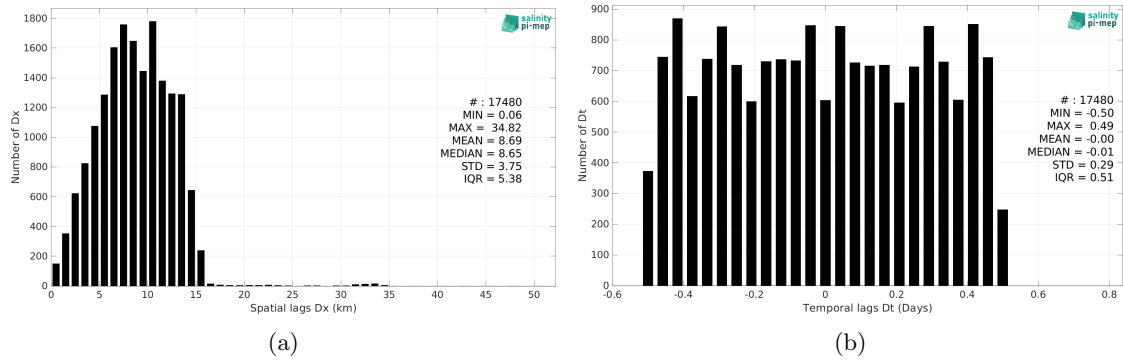 1800
1600
1400
1200
1000
800
600
400
200
0
Number of Dx
salinity
pi-mep
# : 17480
MIN = 0.06
MAX = 34.82
MEAN = 8.69
MEDIAN = 8.65
STD = 3.75
IQR = 5.38
0 5 10 15 20 25 30 35 40 45 50
Spatial lags Dx (km)
(a)
900
800
700
600
500
400
300
200
100
0
Number of Dt
salinity
pi-mep
# : 17480
MIN = -0.50
MAX = 0.49
MEAN = -0.00
MEDIAN = -0.01
STD = 0.29
IQR = 0.51
-0.6 -0.4 -0.2 0 0.2 0.4 0.6 0.8
Temporal lags Dt (Days)
(b)